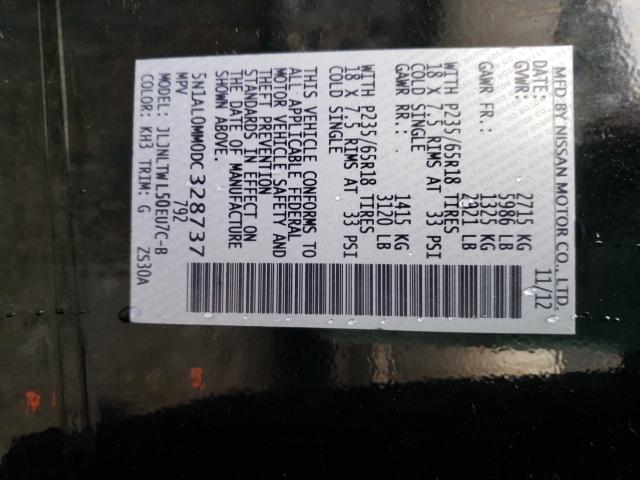 MFD BY NISSAN MOTOR CO., LTD.
DATE: 11/12
GVWR: 2715 KG
5986 LB
GAWR FR.: 1323 KG
2921 LB
WITH P235/65R18 TIRES
18 X 7.5 RIMS AT 33 PSI
COLD SINGLE
GAWR RR.: 1415 KG
3120 LB
WITH P235/65R18 TIRES
18 X 7.5 RIMS AT 33 PSI
COLD SINGLE
THIS VEHICLE CONFORMS TO
ALL APPLICABLE FEDERAL
MOTOR VEHICLE SAFETY AND
THEFT PREVENTION
STANDARDS IN EFFECT ON
THE DATE OF MANUFACTURE
SHOWN ABOVE.
5N1AL0MM0DC328737
MPV 792
MODEL: JLJNLTWL50EU7C-B
COLOR: KH3 TRIM: G ZS30A